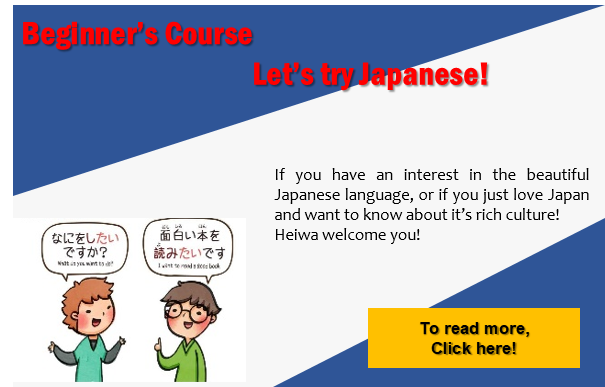 Beginner's Course
Let's try Japanese!
If you have an interest in the beautiful
Japanese language, or if you just love Japan
and want to know about it's rich culture!
Heiwa welcome you!
なにをしたい
ですか?
What do you want to do?
面白い本を
読みたいです
I want to read a book
To read more,
Click here!